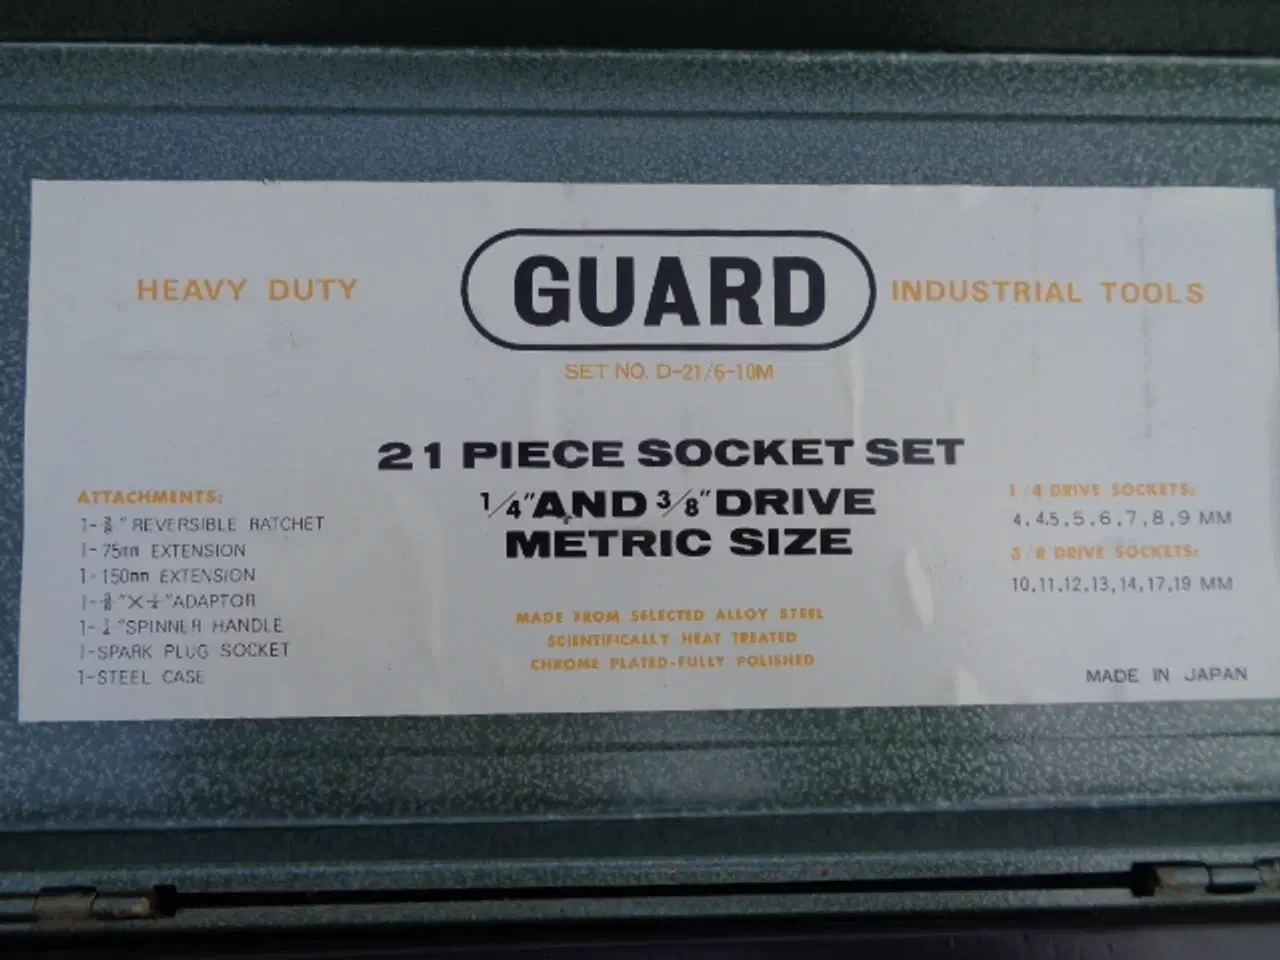 HEAVY DUTY
GUARD
INDUSTRIAL TOOLS
SET NO. D-21/6-10M
21 PIECE SOCKET SET
1/4" AND 3/8" DRIVE
METRIC SIZE
ATTACHMENTS:
1-3/8" REVERSIBLE RATCHET
1-75mm EXTENSION
1-150mm EXTENSION
1-3/8"×1/4" ADAPTOR
1-1/4" SPINNER HANDLE
1-SPARK PLUG SOCKET
1-STEEL CASE
MADE FROM SELECTED ALLOY STEEL
SCIENTIFICALLY HEAT TREATED
CHROME PLATED-FULLY POLISHED
1/4 DRIVE SOCKETS:
4,4.5,5,6,7,8,9 MM
3/8 DRIVE SOCKETS:
10,11,12,13,14,17,19 MM
MADE IN JAPAN